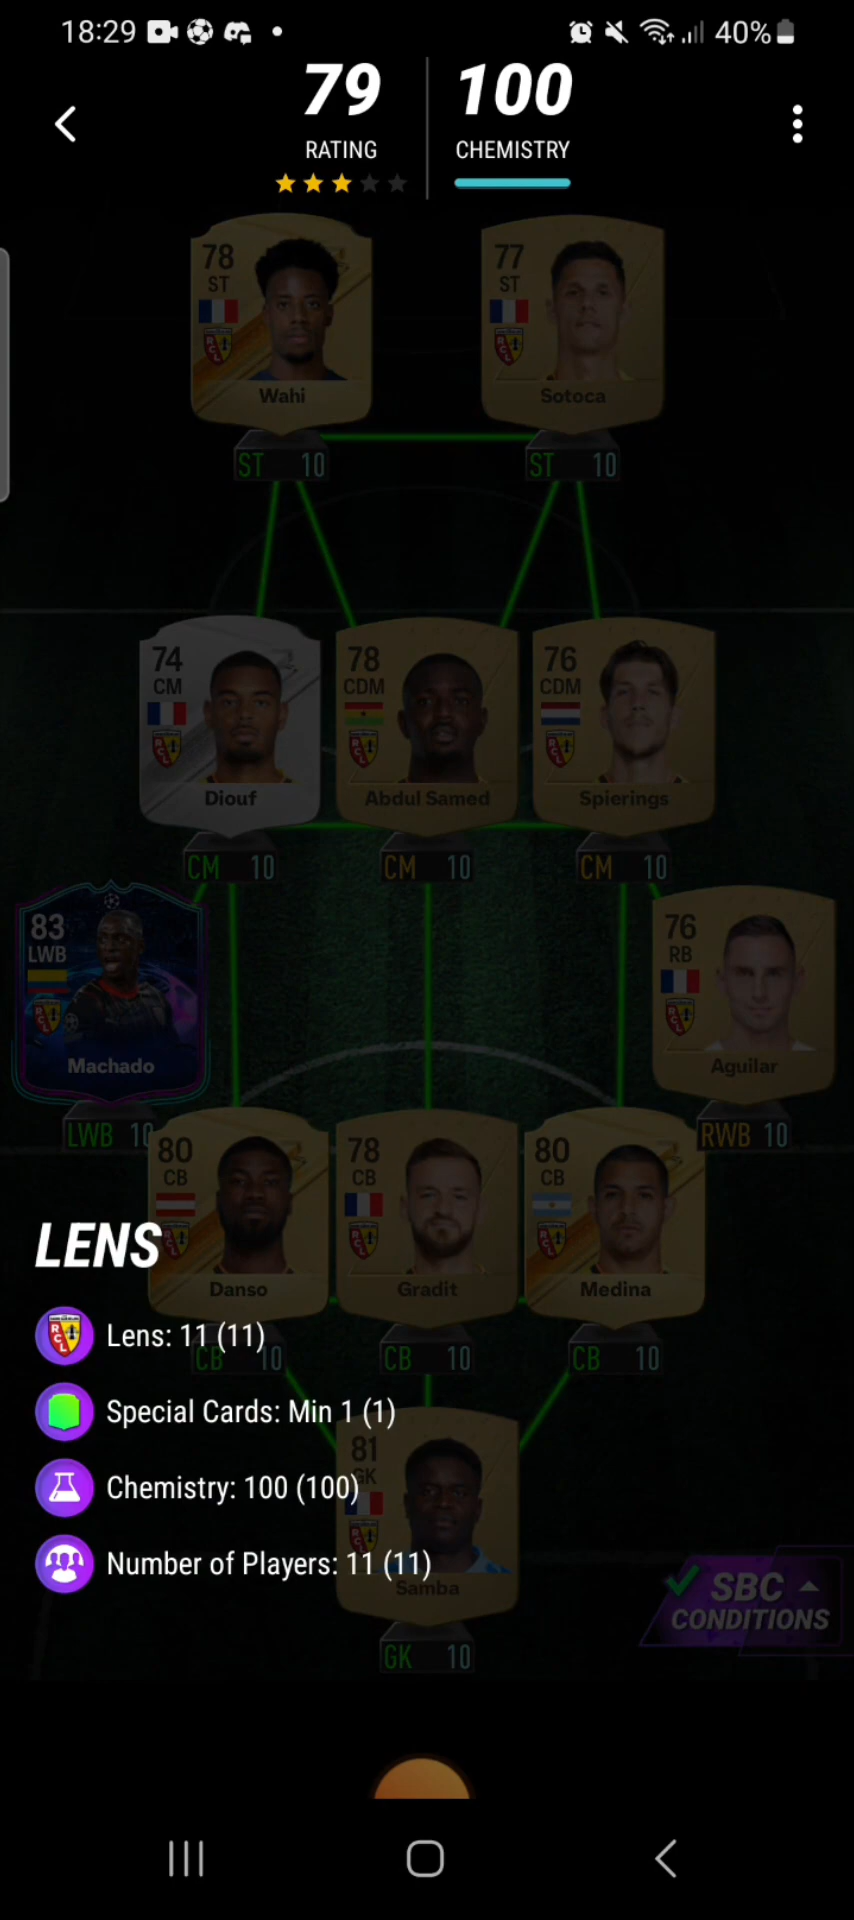 18:29
40%
79
RATING
100
CHEMISTRY
78
ST
Wahi
77
ST
Sotoca
ST 10
ST 10
74
CM
Diouf
78
CDM
Abdul Samed
76
CDM
Spierings
CM 10
CM 10
CM 10
83
LWB
Machado
76
RB
Aguilar
LWB 10
RWB 10
80
CB
Danso
78
CB
Gradit
80
CB
Medina
LENS
Lens: 11 (11)
CB 10
CB 10
CB 10
Special Cards: Min 1 (1)
81
GK
Chemistry: 100 (100)
Number of Players: 11 (11)
Samba
SBC
CONDITIONS
GK 10